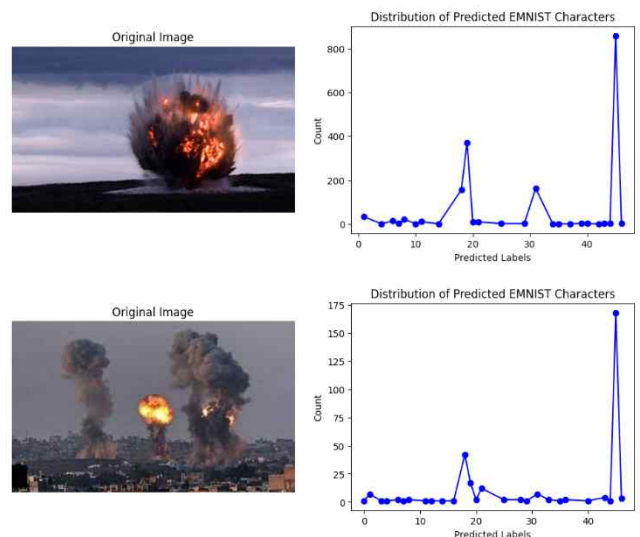 Original Image
Distribution of Predicted EMNIST Characters
Count
800
600
400
200
0
0 10 20 30 40
Predicted Labels
Original Image
Distribution of Predicted EMNIST Characters
Count
175
150
125
100
75
50
25
0
0 10 20 30 40
Predicted Labels